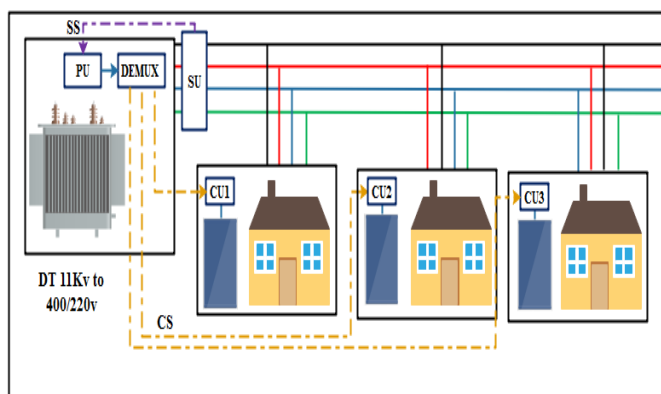 SS
PU
DEMUX
SU
CU1
CU2
CU3
DT 11Kv to
400/220v
CS